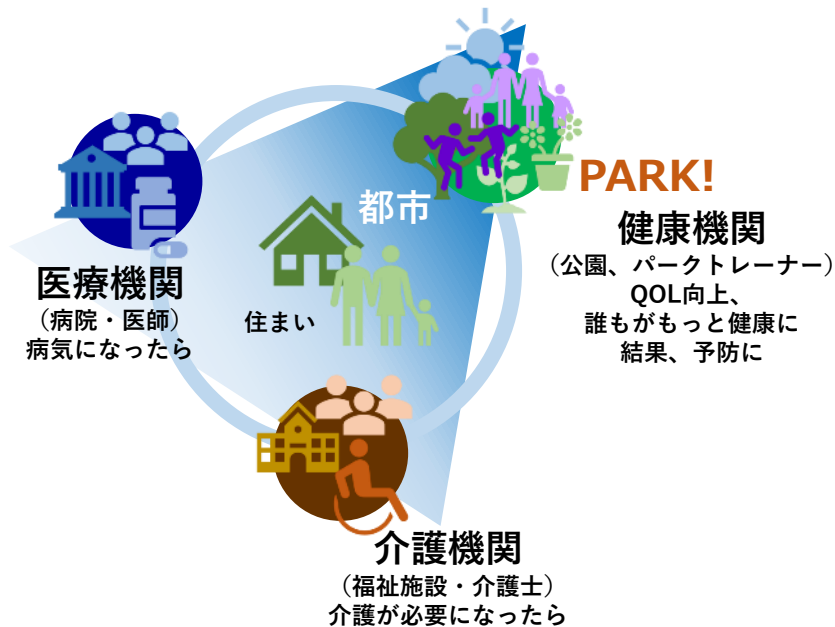 都市
PARK!
健康機関
（公園、パークトレーナー）
QOL向上、
誰もがもっと健康に
結果、予防に
医療機関
（病院・医師）
病気になったら
住まい
介護機関
（福祉施設・介護士）
介護が必要になったら